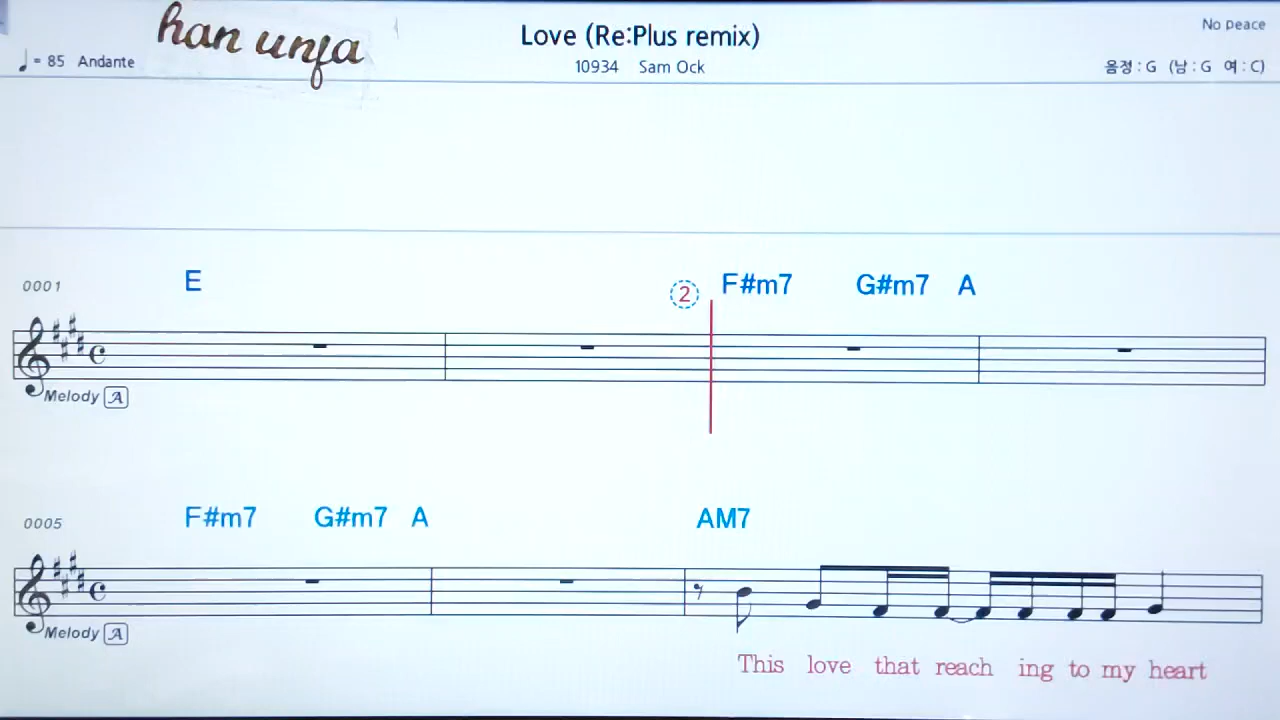 han unfa
Love (Re:Plus remix)
No peace
♩ = 85 Andante
10934 Sam Ock
음정 : G (남 : G 여 : C)
0001
E
2
F#m7 G#m7 A
Melody A
0005
F#m7 G#m7 A AM7
Melody A
This love that reach ing to my heart